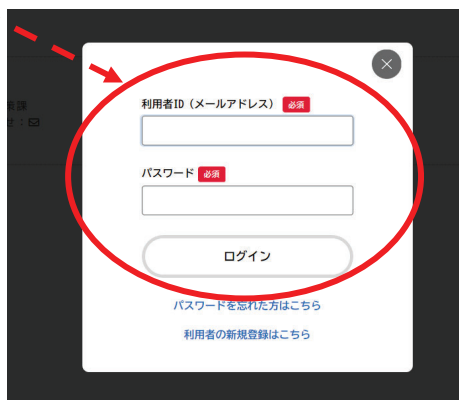 利用者ID（メールアドレス） 必須
パスワード 必須
ログイン
パスワードを忘れた方はこちら
利用者の新規登録はこちら